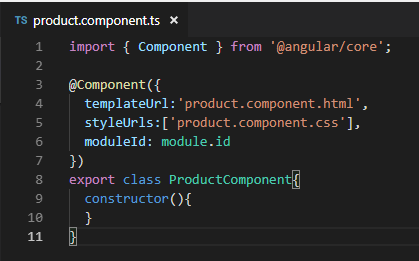 TS product.component.ts ×
1 import { Component } from '@angular/core';
2
3 @Component({
4 templateUrl:'product.component.html',
5 styleUrls:['product.component.css'],
6 moduleId: module.id
7 })
8 export class ProductComponent{
9 constructor(){
10 }
11 }